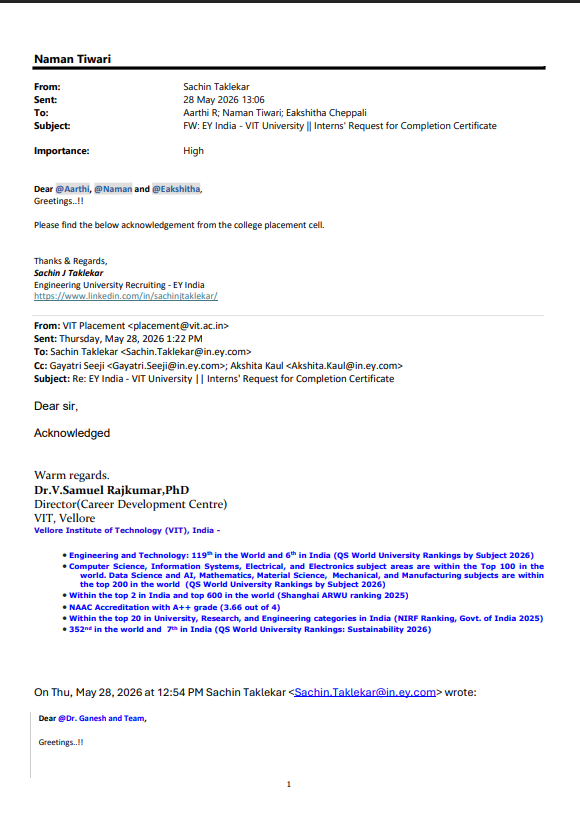 Naman Tiwari
From: Sachin Taklekar
Sent: 28 May 2026 13:06
To: Aarthi R; Naman Tiwari; Eakshitha Cheppali
Subject: FW: EY India - VIT University || Interns' Request for Completion Certificate
Importance: High
Dear @Aarthi, @Naman and @Eakshitha,
Greetings..!!
Please find the below acknowledgement from the college placement cell.
Thanks & Regards,
Sachin J Taklekar
Engineering University Recruiting - EY India
https://www.linkedin.com/in/sachinjtaklekar/
From: VIT Placement <placement@vit.ac.in>
Sent: Thursday, May 28, 2026 1:22 PM
To: Sachin Taklekar <Sachin.Taklekar@in.ey.com>
Cc: Gayatri Seeji <Gayatri.Seeji@in.ey.com>; Akshita Kaul <Akshita.Kaul@in.ey.com>
Subject: Re: EY India - VIT University || Interns' Request for Completion Certificate
Dear sir,
Acknowledged
Warm regards.
Dr.V.Samuel Rajkumar,PhD
Director(Career Development Centre)
VIT, Vellore
Vellore Institute of Technology (VIT), India -
• Engineering and Technology: 119th in the World and 6th in India (QS World University Rankings by Subject 2026)
• Computer Science, Information Systems, Electrical, and Electronics subject areas are within the Top 100 in the
world. Data Science and AI, Mathematics, Material Science, Mechanical, and Manufacturing subjects are within
the top 200 in the world (QS World University Rankings by Subject 2026)
• Within the top 2 in India and top 600 in the world (Shanghai ARWU ranking 2025)
• NAAC Accreditation with A++ grade (3.66 out of 4)
• Within the top 20 in University, Research, and Engineering categories in India (NIRF Ranking, Govt. of India 2025)
• 352nd in the world and 7th in India (QS World University Rankings: Sustainability 2026)
On Thu, May 28, 2026 at 12:54 PM Sachin Taklekar <Sachin.Taklekar@in.ey.com> wrote:
Dear @Dr. Ganesh and Team,
Greetings..!!
1